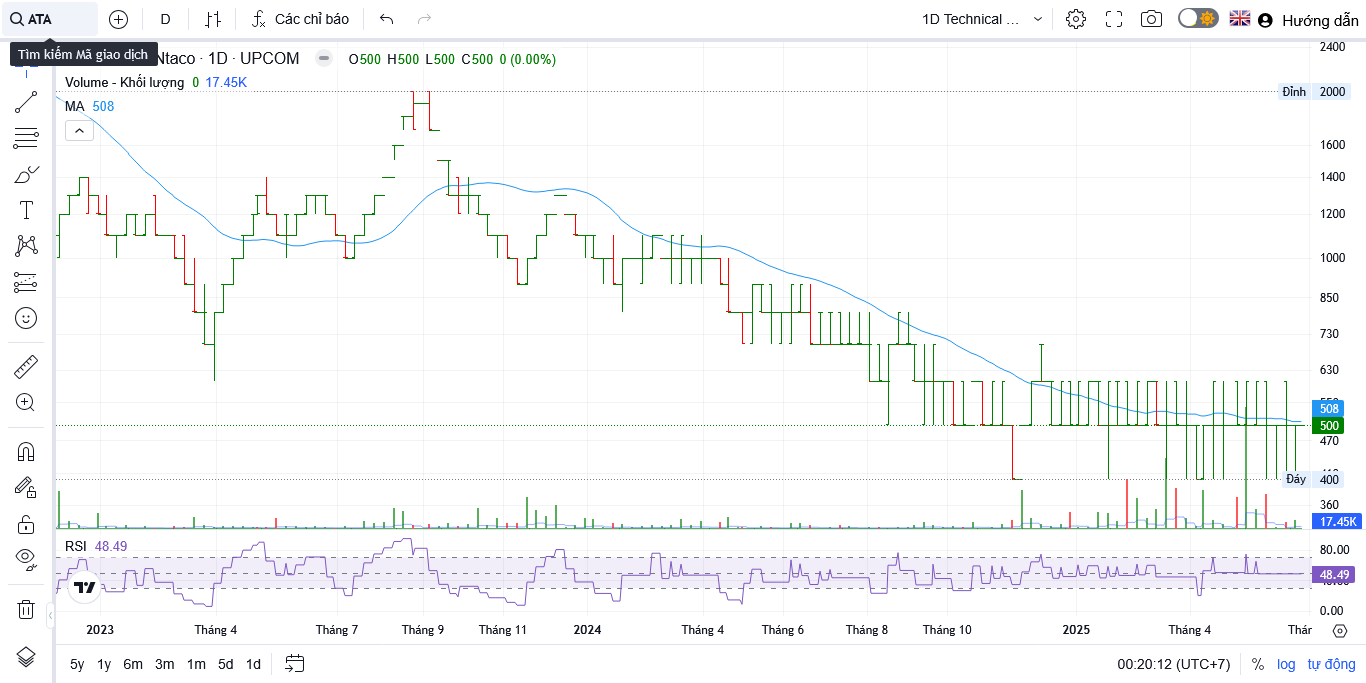 ATA
D
Các chỉ báo
1D Technical ...
Hướng dẫn
Tìm kiếm Mã giao dịch
Ntaco · 1D · UPCOM
O500 H500 L500 C500 0 (0.00%)
Volume - Khối lượng 0 17.45K
MA 508
2400
Đỉnh 2000
1600
1400
1200
1000
850
730
630
508
500
470
Đáy 400
360
17.45K
RSI 48.49
80.00
48.49
0.00
2023 Tháng 4 Tháng 7 Tháng 9 Tháng 11 2024 Tháng 4 Tháng 6 Tháng 8 Tháng 10 2025 Tháng 4 Thár
5y 1y 6m 3m 1m 5d 1d
00:20:12 (UTC+7) % log tự động